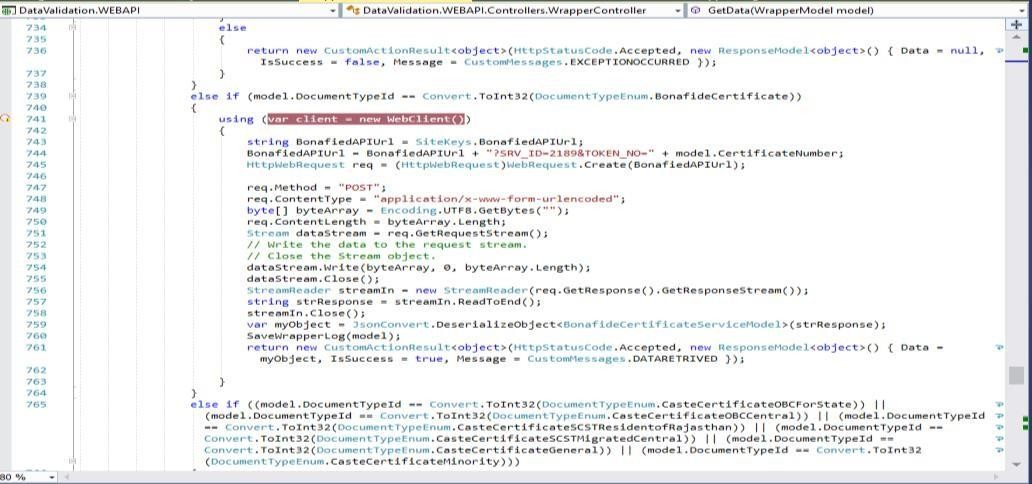 DataValidation.WEBAPI
DataValidation.WEBAPI.Controllers.WrapperController
GetData(WrapperModel model)
734 else
735 {
736 return new CustomActionResult<object>(HttpStatusCode.Accepted, new ResponseModel<object>() { Data = null,
IsSuccess = false, Message = CustomMessages.EXCEPTIONOCCURRED });
737 }
738 }
739 else if (model.DocumentTypeId == Convert.ToInt32(DocumentTypeEnum.BonafideCertificate))
740 {
741 using (var client = new WebClient())
742 {
743 string BonafiedAPIUrl = SiteKeys.BonafiedAPIUrl;
744 BonafiedAPIUrl = BonafiedAPIUrl + "?SRV_ID=2189&TOKEN_NO=" + model.CertificateNumber;
745 HttpWebRequest req = (HttpWebRequest)WebRequest.Create(BonafiedAPIUrl);
746
747 req.Method = "POST";
748 req.ContentType = "application/x-www-form-urlencoded";
749 byte[] byteArray = Encoding.UTF8.GetBytes("");
750 req.ContentLength = byteArray.Length;
751 Stream dataStream = req.GetRequestStream();
752 // Write the data to the request stream.
753 // Close the Stream object.
754 dataStream.Write(byteArray, 0, byteArray.Length);
755 dataStream.Close();
756 StreamReader streamIn = new StreamReader(req.GetResponse().GetResponseStream());
757 string strResponse = streamIn.ReadToEnd();
758 streamIn.Close();
759 var myObject = JsonConvert.DeserializeObject<BonafideCertificateServiceModel>(strResponse);
760 SaveWrapperLog(model);
761 return new CustomActionResult<object>(HttpStatusCode.Accepted, new ResponseModel<object>() { Data =
myObject, IsSuccess = true, Message = CustomMessages.DATARETRIVED });
762
763 }
764 }
765 else if ((model.DocumentTypeId == Convert.ToInt32(DocumentTypeEnum.CasteCertificateOBCForState)) ||
(model.DocumentTypeId == Convert.ToInt32(DocumentTypeEnum.CasteCertificateOBCCentral)) || (model.DocumentTypeId
== Convert.ToInt32(DocumentTypeEnum.CasteCertificateSCSTResidentofRajasthan)) || (model.DocumentTypeId ==
Convert.ToInt32(DocumentTypeEnum.CasteCertificateSCSTMigratedCentral)) || (model.DocumentTypeId ==
Convert.ToInt32(DocumentTypeEnum.CasteCertificateGeneral)) || (model.DocumentTypeId == Convert.ToInt32
(DocumentTypeEnum.CasteCertificateMinority)))
80 %